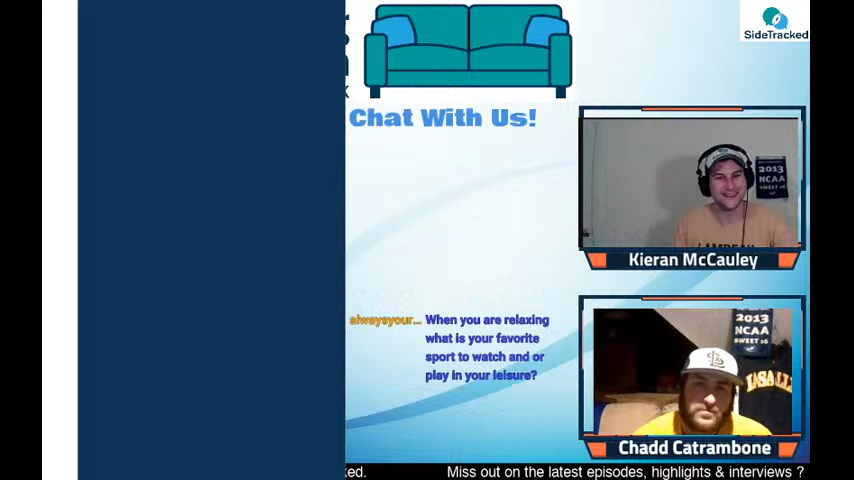 SideTracked
Chat With Us!
2013
NCAA
SWEET 16
Kieran McCauley
alwaysyour... When you are relaxing
what is your favorite
sport to watch and or
play in your leisure?
2013
NCAA
SWEET 16
Chadd Catrambone
ked. Miss out on the latest episodes, highlights & interviews ?